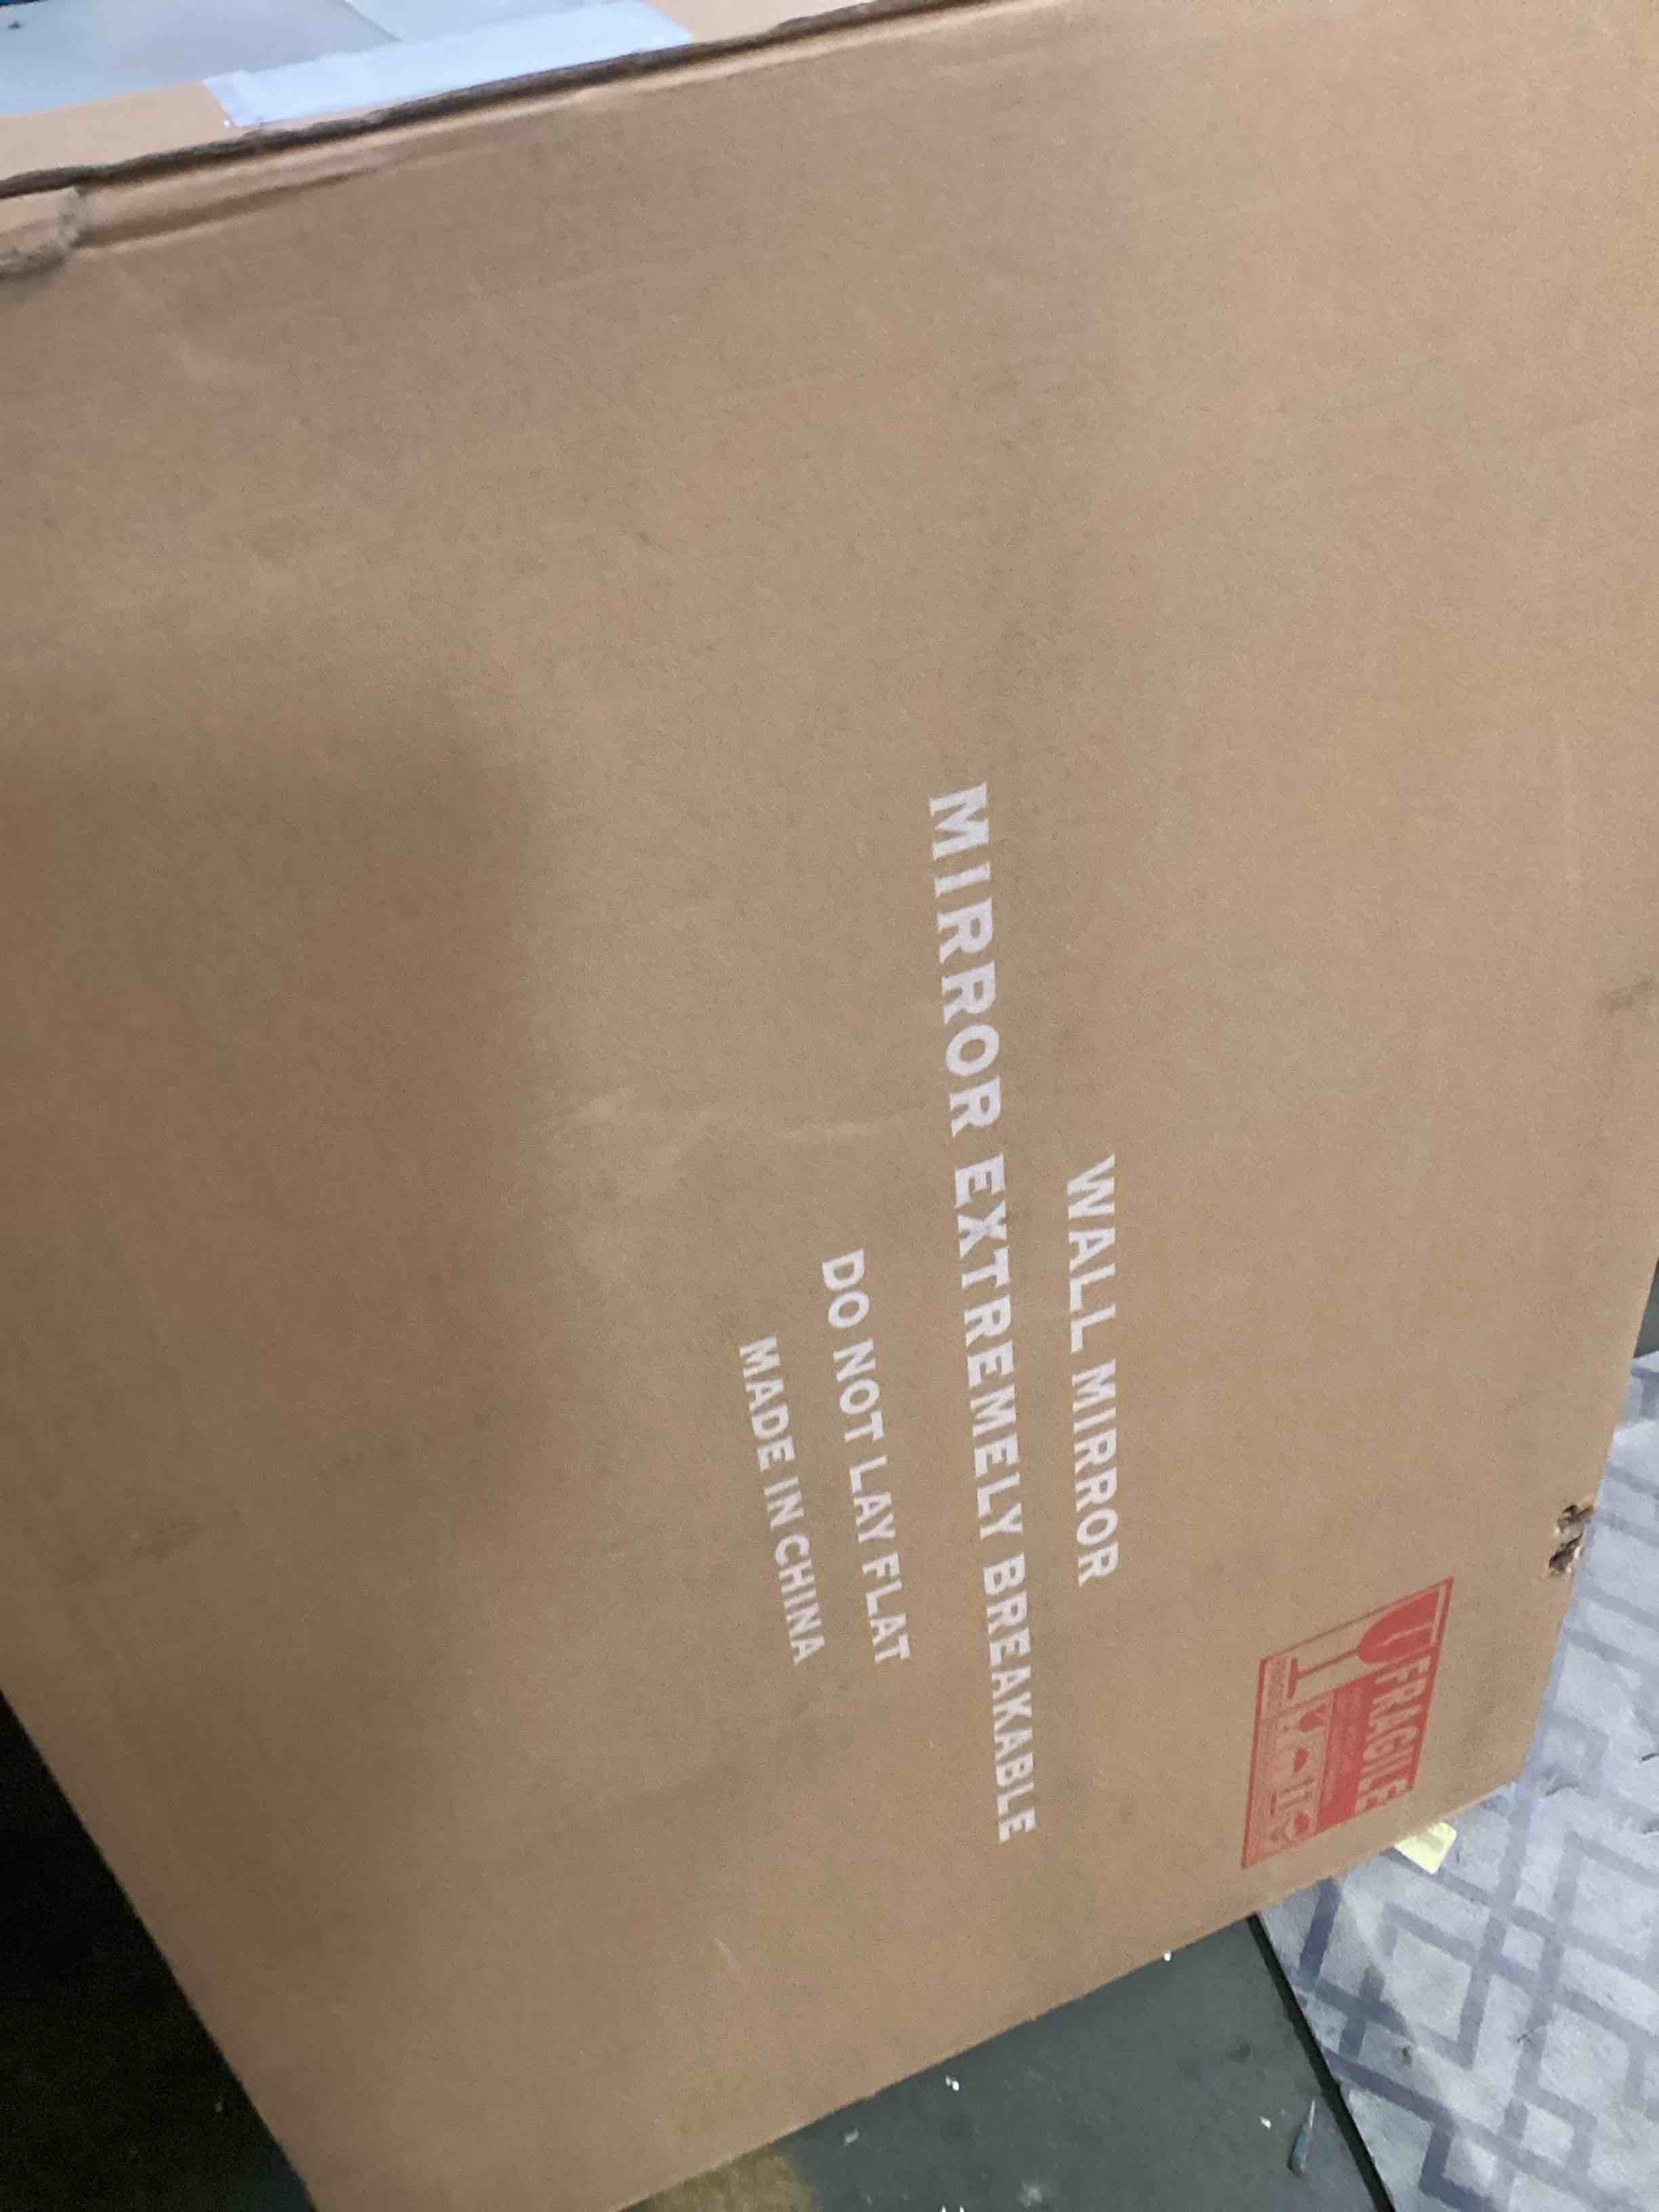 WALL MIRROR
MIRROR EXTREMELY BREAKABLE
DO NOT LAY FLAT
MADE IN CHINA
FRAGILE